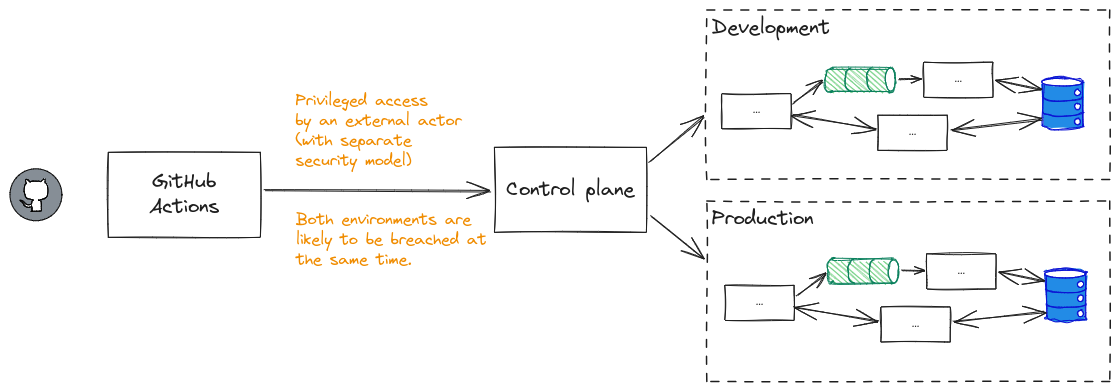 GitHub
Actions
Privileged access
by an external actor
(with separate
security model)
Both environments are
likely to be breached at
the same time.
Control plane
Development
...
...
...
Production
...
...
...